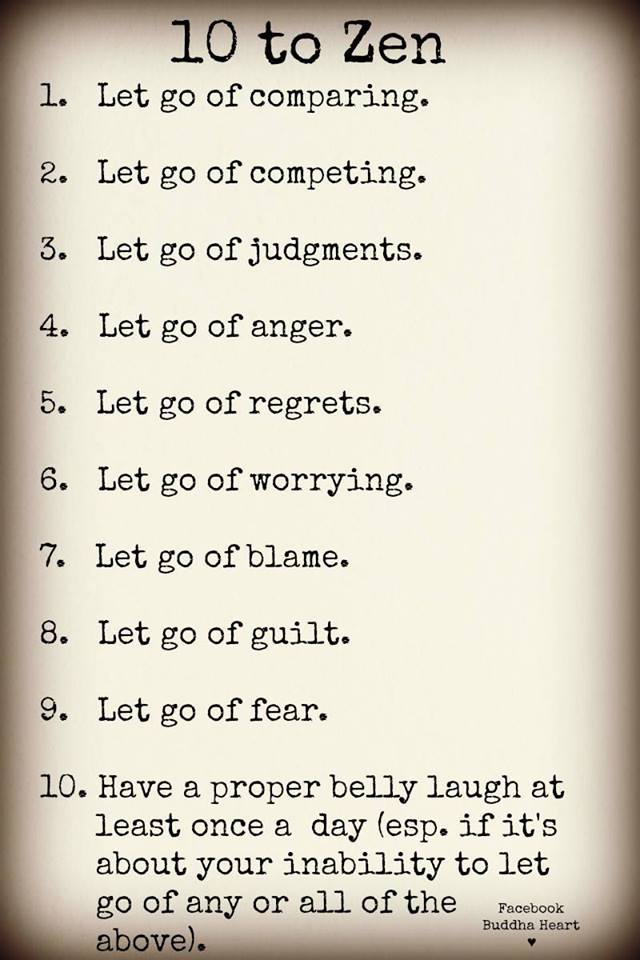 10 to Zen
1. Let go of comparing.
2. Let go of competing.
3. Let go of judgments.
4. Let go of anger.
5. Let go of regrets.
6. Let go of worrying.
7. Let go of blame.
8. Let go of guilt.
9. Let go of fear.
10. Have a proper belly laugh at
least once a day (esp. if it's
about your inability to let
go of any or all of the
above).
Facebook
Buddha Heart
♥